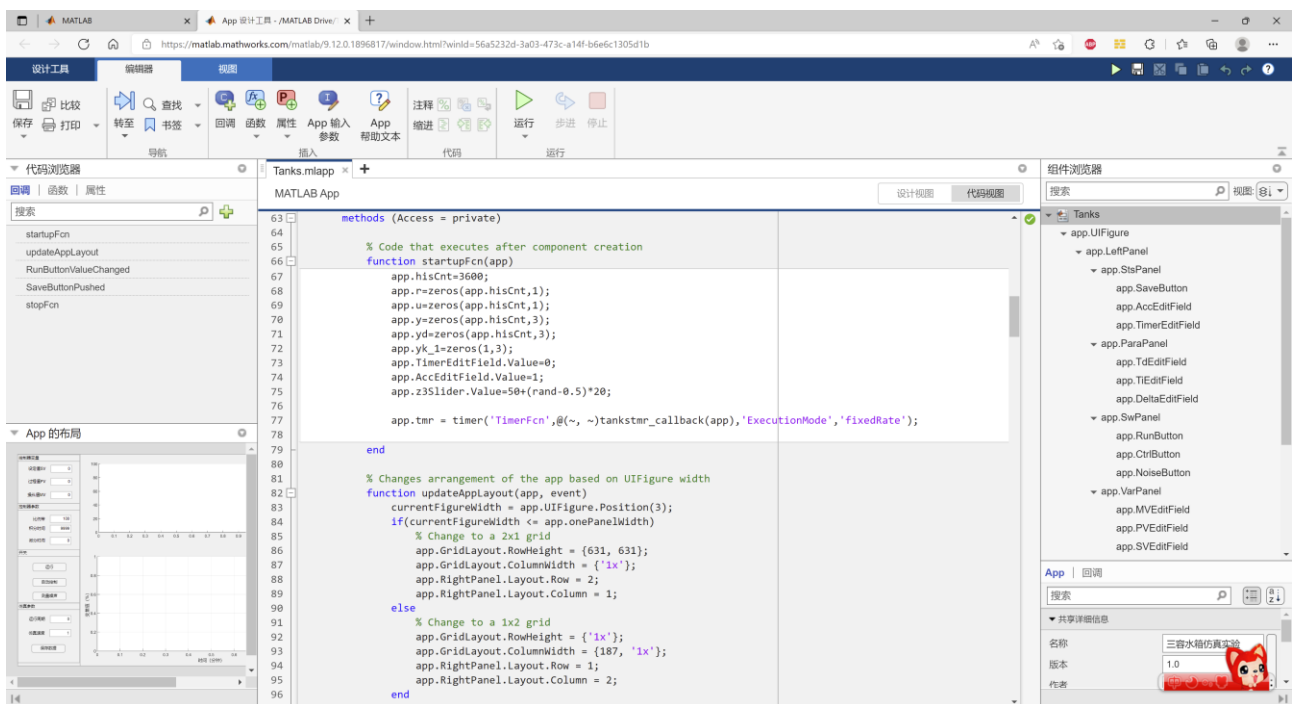 MATLAB
App 设计工具 - /MATLAB Drive/
https://matlab.mathworks.com/matlab/9.12.0.1896817/window.html?winId=56a5232d-3a03-473c-a14f-b6e6c1305d1b
设计工具 编辑器 视图
保存 比较 打印 转至 查找 书签 回调 函数 属性 App 输入参数 App 帮助文本 注释 缩进 运行 步进 停止
导航 插入 代码 运行
代码浏览器
回调 | 函数 | 属性
搜索
startupFcn
updateAppLayout
RunButtonValueChanged
SaveButtonPushed
stopFcn
App 的布局
Tanks.mlapp
MATLAB App 设计视图 代码视图
63 methods (Access = private)
64
65 % Code that executes after component creation
66 function startupFcn(app)
67 app.hisCnt=3600;
68 app.r=zeros(app.hisCnt,1);
69 app.u=zeros(app.hisCnt,1);
70 app.y=zeros(app.hisCnt,3);
71 app.yd=zeros(app.hisCnt,3);
72 app.yk_1=zeros(1,3);
73 app.TimerEditField.Value=0;
74 app.AccEditField.Value=1;
75 app.z3Slider.Value=50+(rand-0.5)*20;
76
77 app.tmr = timer('TimerFcn',@(~, ~)tankstmr_callback(app),'ExecutionMode','fixedRate');
78
79 end
80
81 % Changes arrangement of the app based on UIFigure width
82 function updateAppLayout(app, event)
83 currentFigureWidth = app.UIFigure.Position(3);
84 if(currentFigureWidth <= app.onePanelWidth)
85 % Change to a 2x1 grid
86 app.GridLayout.RowHeight = {631, 631};
87 app.GridLayout.ColumnWidth = {'1x'};
88 app.RightPanel.Layout.Row = 2;
89 app.RightPanel.Layout.Column = 1;
90 else
91 % Change to a 1x2 grid
92 app.GridLayout.RowHeight = {'1x'};
93 app.GridLayout.ColumnWidth = {187, '1x'};
94 app.RightPanel.Layout.Row = 1;
95 app.RightPanel.Layout.Column = 2;
96 end
组件浏览器
搜索 视图:
Tanks
app.UIFigure
app.LeftPanel
app.StsPanel
app.SaveButton
app.AccEditField
app.TimerEditField
app.ParaPanel
app.TdEditField
app.TiEditField
app.DeltaEditField
app.SwPanel
app.RunButton
app.CtrlButton
app.NoiseButton
app.VarPanel
app.MVEditField
app.PVEditField
app.SVEditField
App | 回调
搜索
共享详细信息
名称 三容水箱仿真实验
版本 1.0
作者